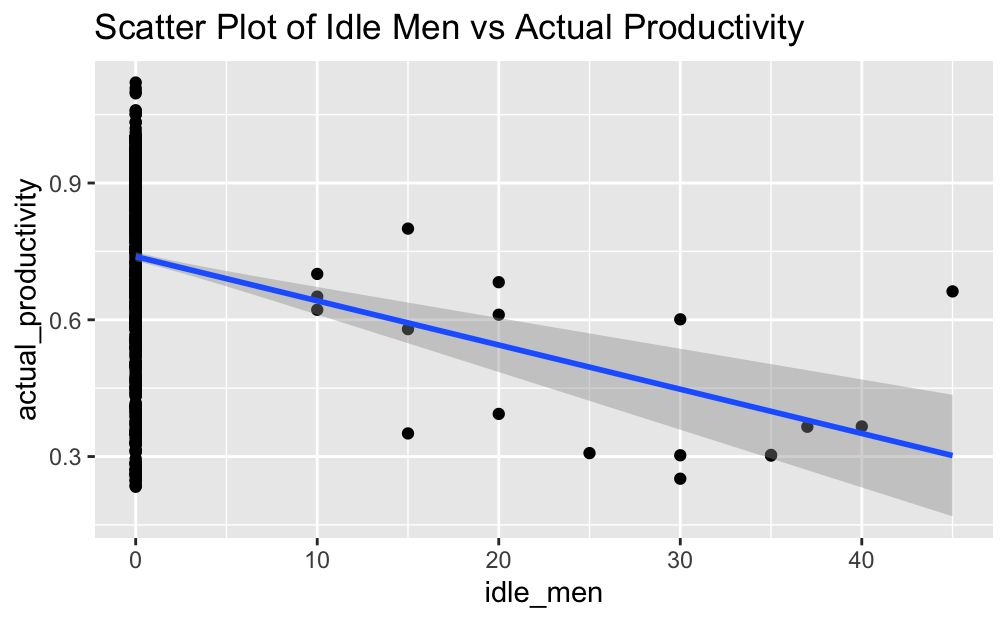 Scatter Plot of Idle Men vs Actual Productivity
actual_productivity
0.9
0.6
0.3
0 10 20 30 40
idle_men